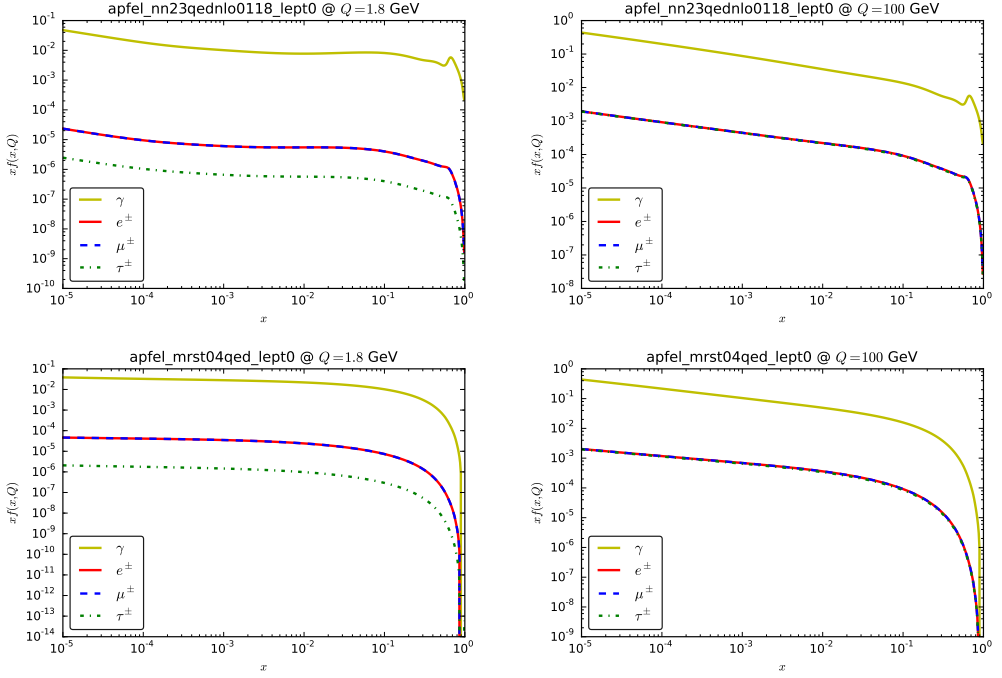 apfel_nn23qednlo0118_lept0 @ Q=1.8 GeV
10^-1
10^-2
10^-3
10^-4
10^-5
10^-6
10^-7
10^-8
10^-9
10^-10
xf(x,Q)
γ
e^±
μ^±
τ^±
10^-5 10^-4 10^-3 10^-2 10^-1 10^0
x
apfel_nn23qednlo0118_lept0 @ Q=100 GeV
10^0
10^-1
10^-2
10^-3
10^-4
10^-5
10^-6
10^-7
10^-8
xf(x,Q)
γ
e^±
μ^±
τ^±
10^-5 10^-4 10^-3 10^-2 10^-1 10^0
x
apfel_mrst04qed_lept0 @ Q=1.8 GeV
10^-1
10^-2
10^-3
10^-4
10^-5
10^-6
10^-7
10^-8
10^-9
10^-10
10^-11
10^-12
10^-13
10^-14
xf(x,Q)
γ
e^±
μ^±
τ^±
10^-5 10^-4 10^-3 10^-2 10^-1 10^0
x
apfel_mrst04qed_lept0 @ Q=100 GeV
10^0
10^-1
10^-2
10^-3
10^-4
10^-5
10^-6
10^-7
10^-8
10^-9
xf(x,Q)
γ
e^±
μ^±
τ^±
10^-5 10^-4 10^-3 10^-2 10^-1 10^0
x